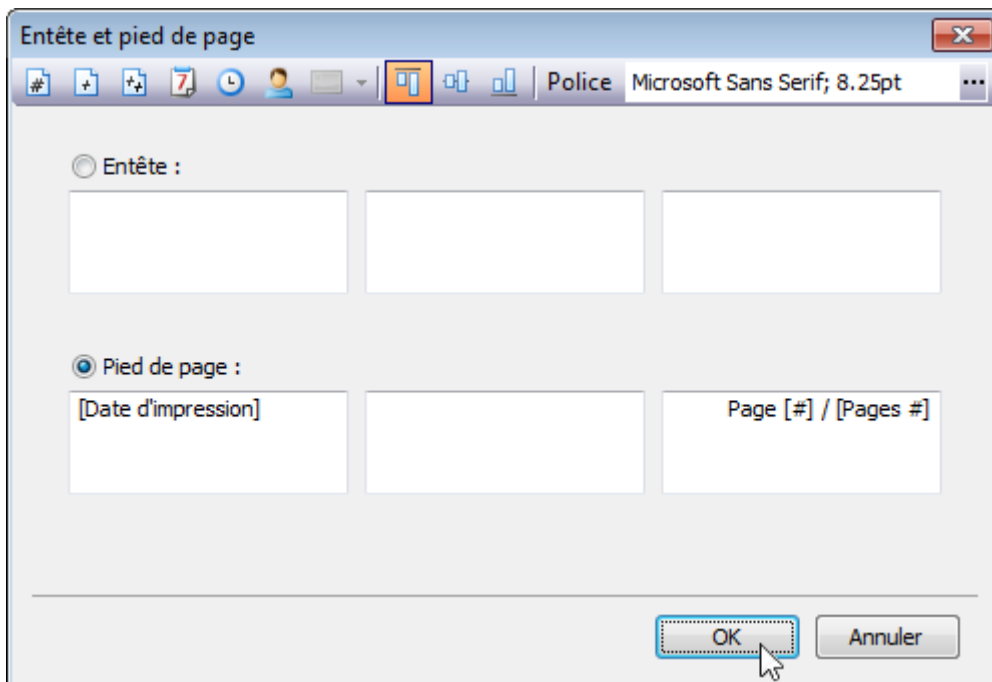 Entête et pied de page
Police Microsoft Sans Serif; 8.25pt ...
Entête :
Pied de page :
[Date d'impression] Page [#] / [Pages #]
OK Annuler